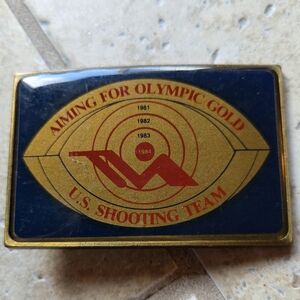 AIMING FOR OLYMPIC GOLD
1981
1982
1983
1984
U.S. SHOOTING TEAM